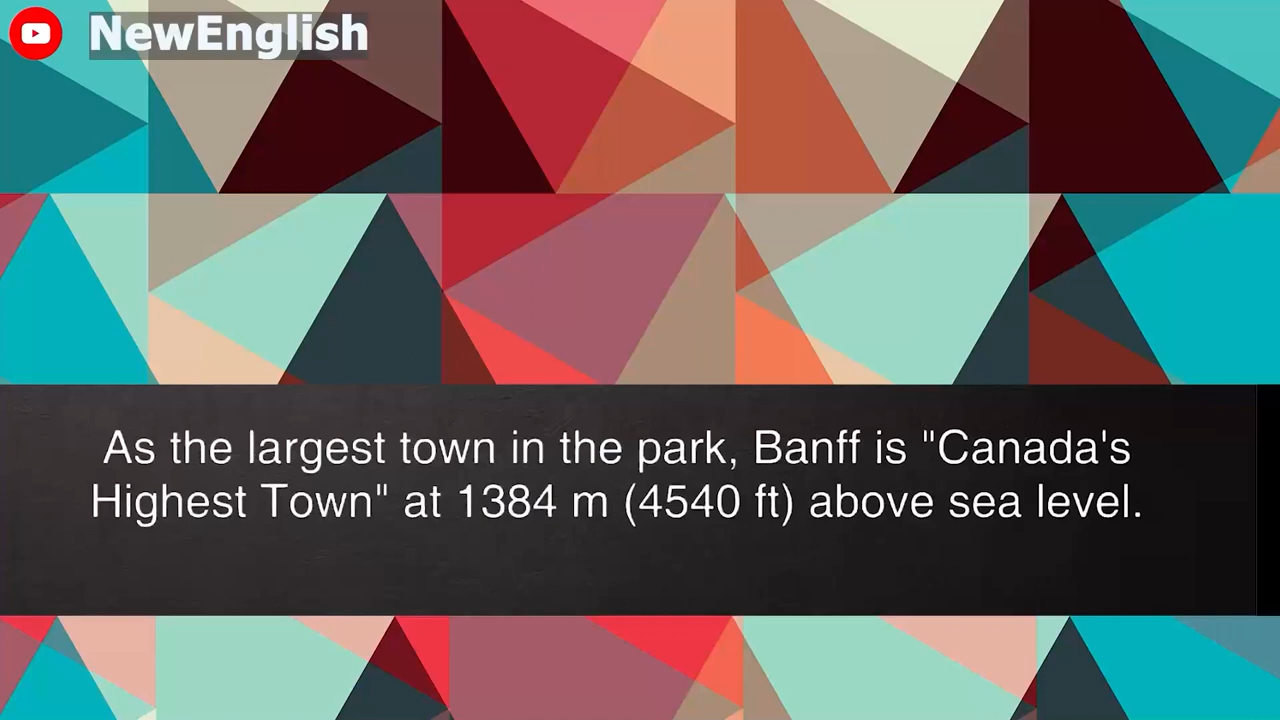 NewEnglish
As the largest town in the park, Banff is "Canada's
Highest Town" at 1384 m (4540 ft) above sea level.